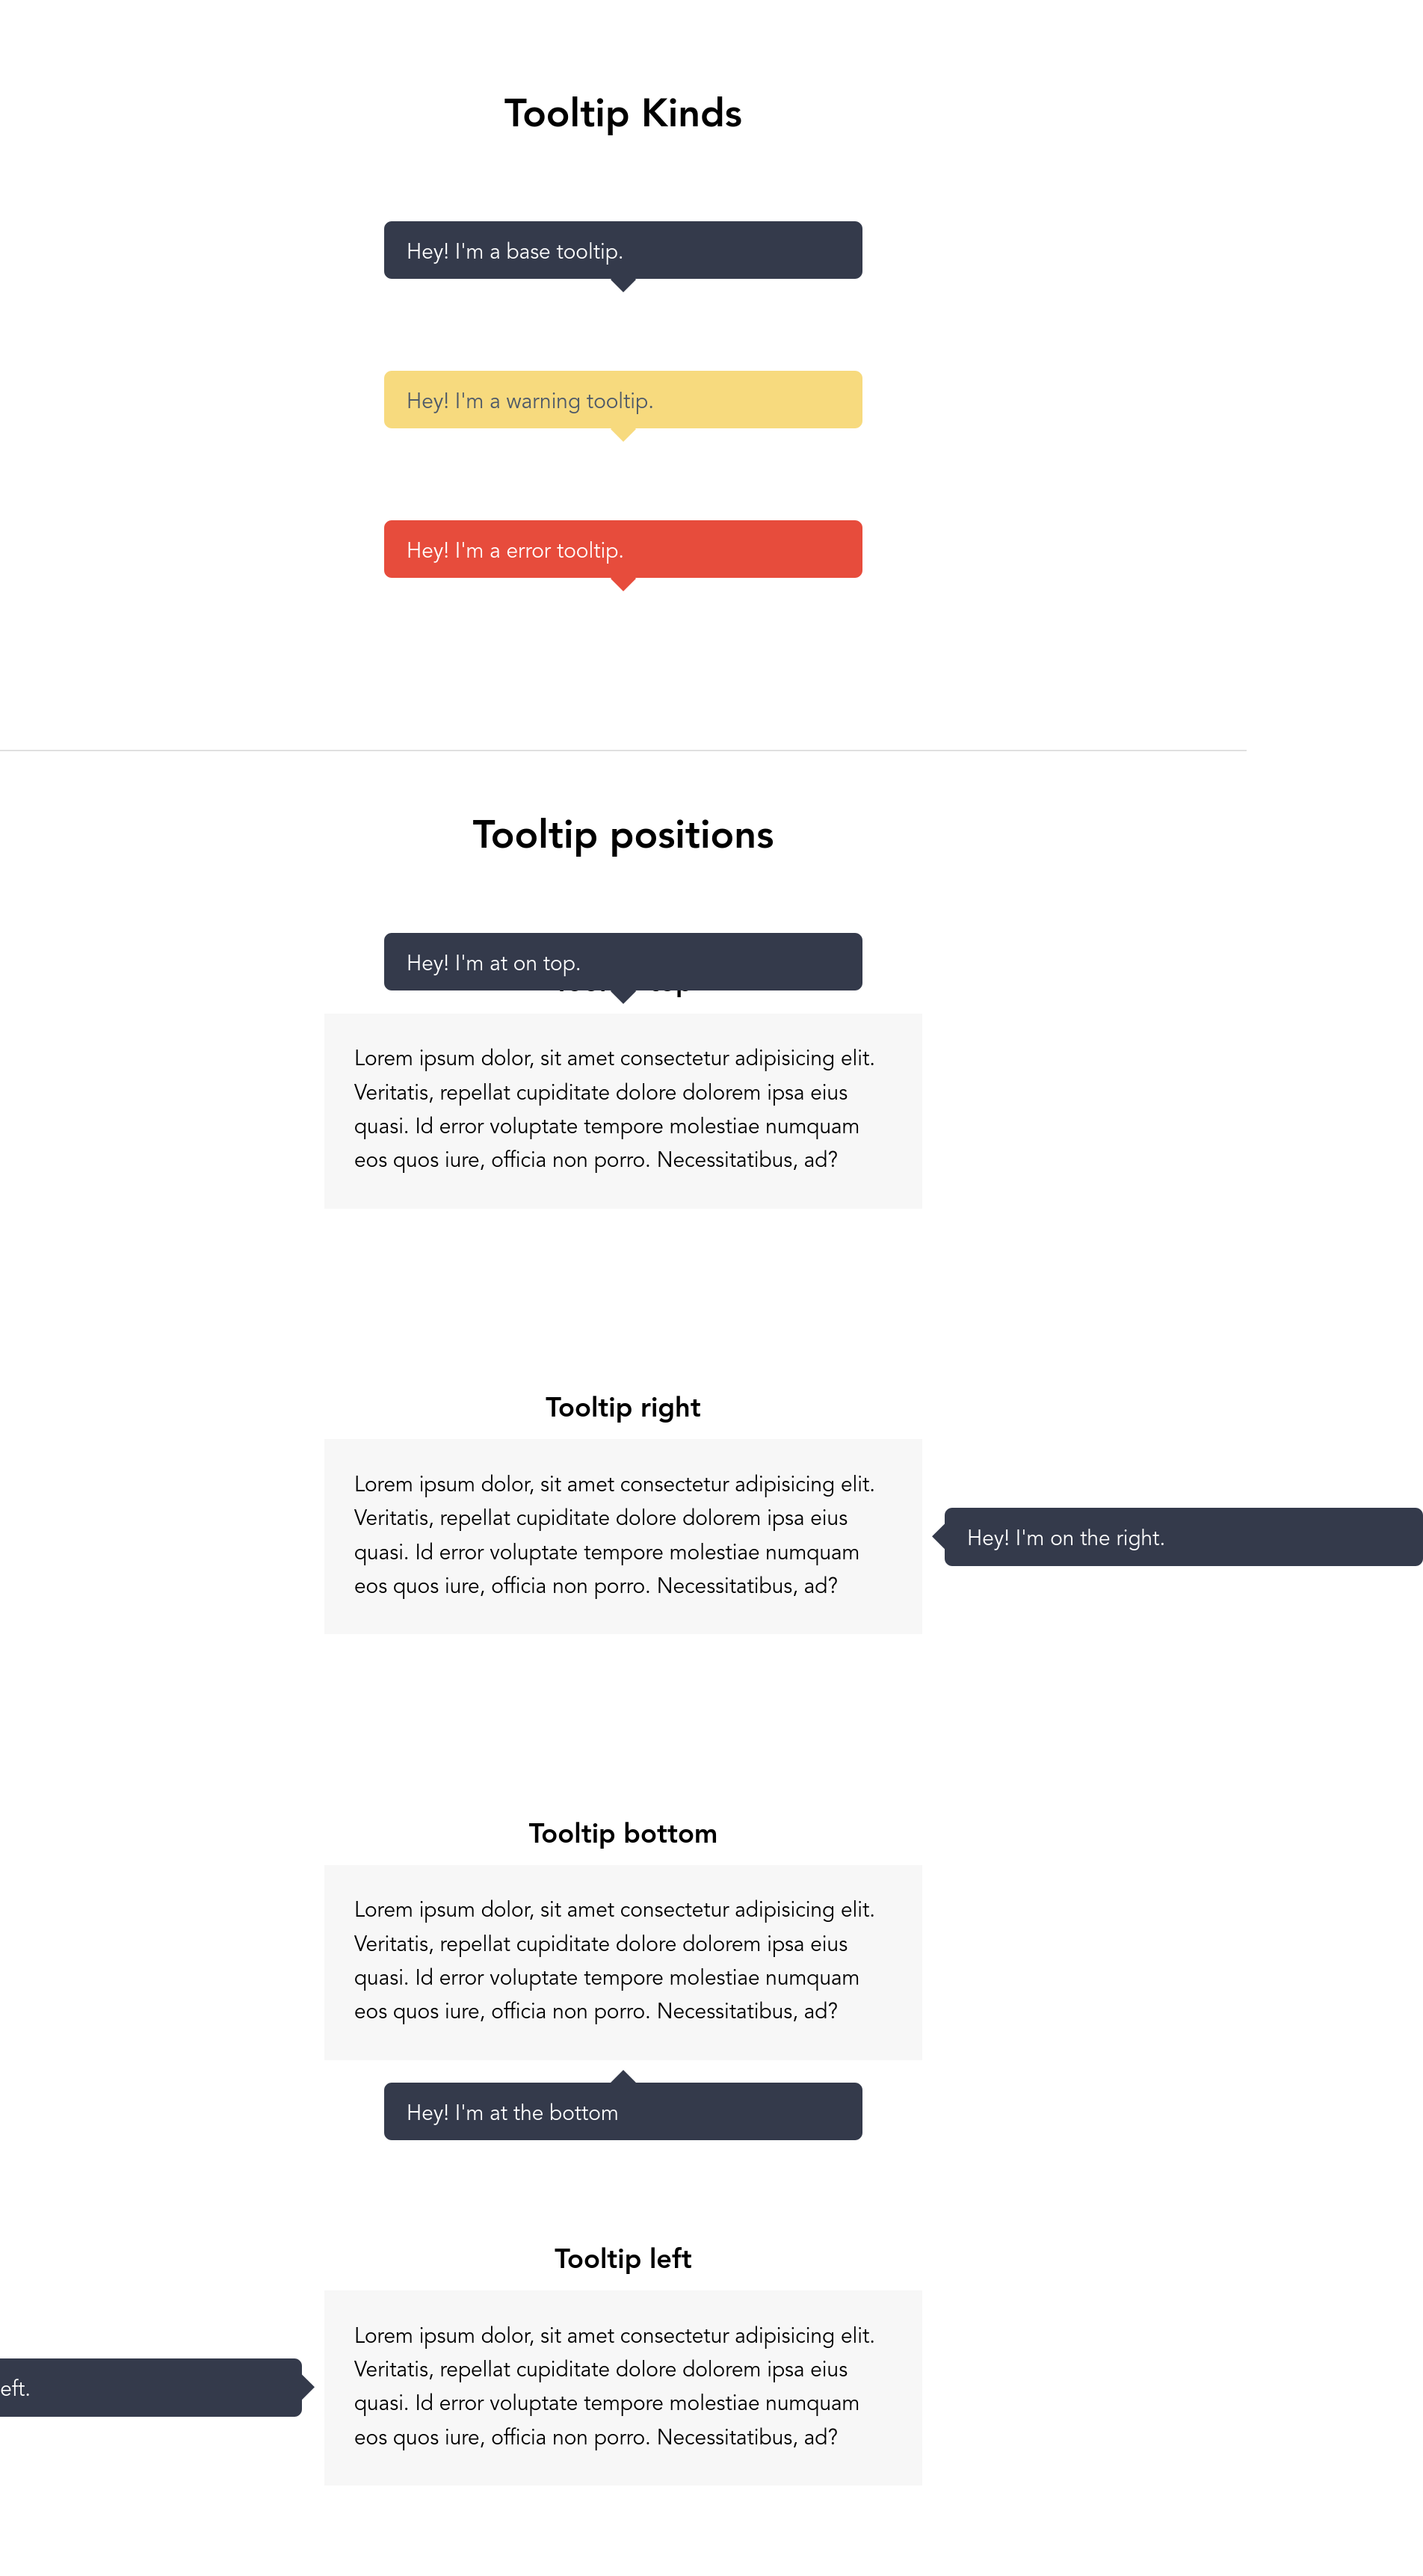 Tooltip Kinds
Hey! I'm a base tooltip.
Hey! I'm a warning tooltip.
Hey! I'm a error tooltip.
Tooltip positions
Hey! I'm at on top.
Lorem ipsum dolor, sit amet consectetur adipisicing elit.
Veritatis, repellat cupiditate dolore dolorem ipsa eius
quasi. Id error voluptate tempore molestiae numquam
eos quos iure, officia non porro. Necessitatibus, ad?
Tooltip right
Lorem ipsum dolor, sit amet consectetur adipisicing elit.
Veritatis, repellat cupiditate dolore dolorem ipsa eius
quasi. Id error voluptate tempore molestiae numquam
eos quos iure, officia non porro. Necessitatibus, ad?
Hey! I'm on the right.
Tooltip bottom
Lorem ipsum dolor, sit amet consectetur adipisicing elit.
Veritatis, repellat cupiditate dolore dolorem ipsa eius
quasi. Id error voluptate tempore molestiae numquam
eos quos iure, officia non porro. Necessitatibus, ad?
Hey! I'm at the bottom
Tooltip left
Lorem ipsum dolor, sit amet consectetur adipisicing elit.
Veritatis, repellat cupiditate dolore dolorem ipsa eius
quasi. Id error voluptate tempore molestiae numquam
eos quos iure, officia non porro. Necessitatibus, ad?
eft.